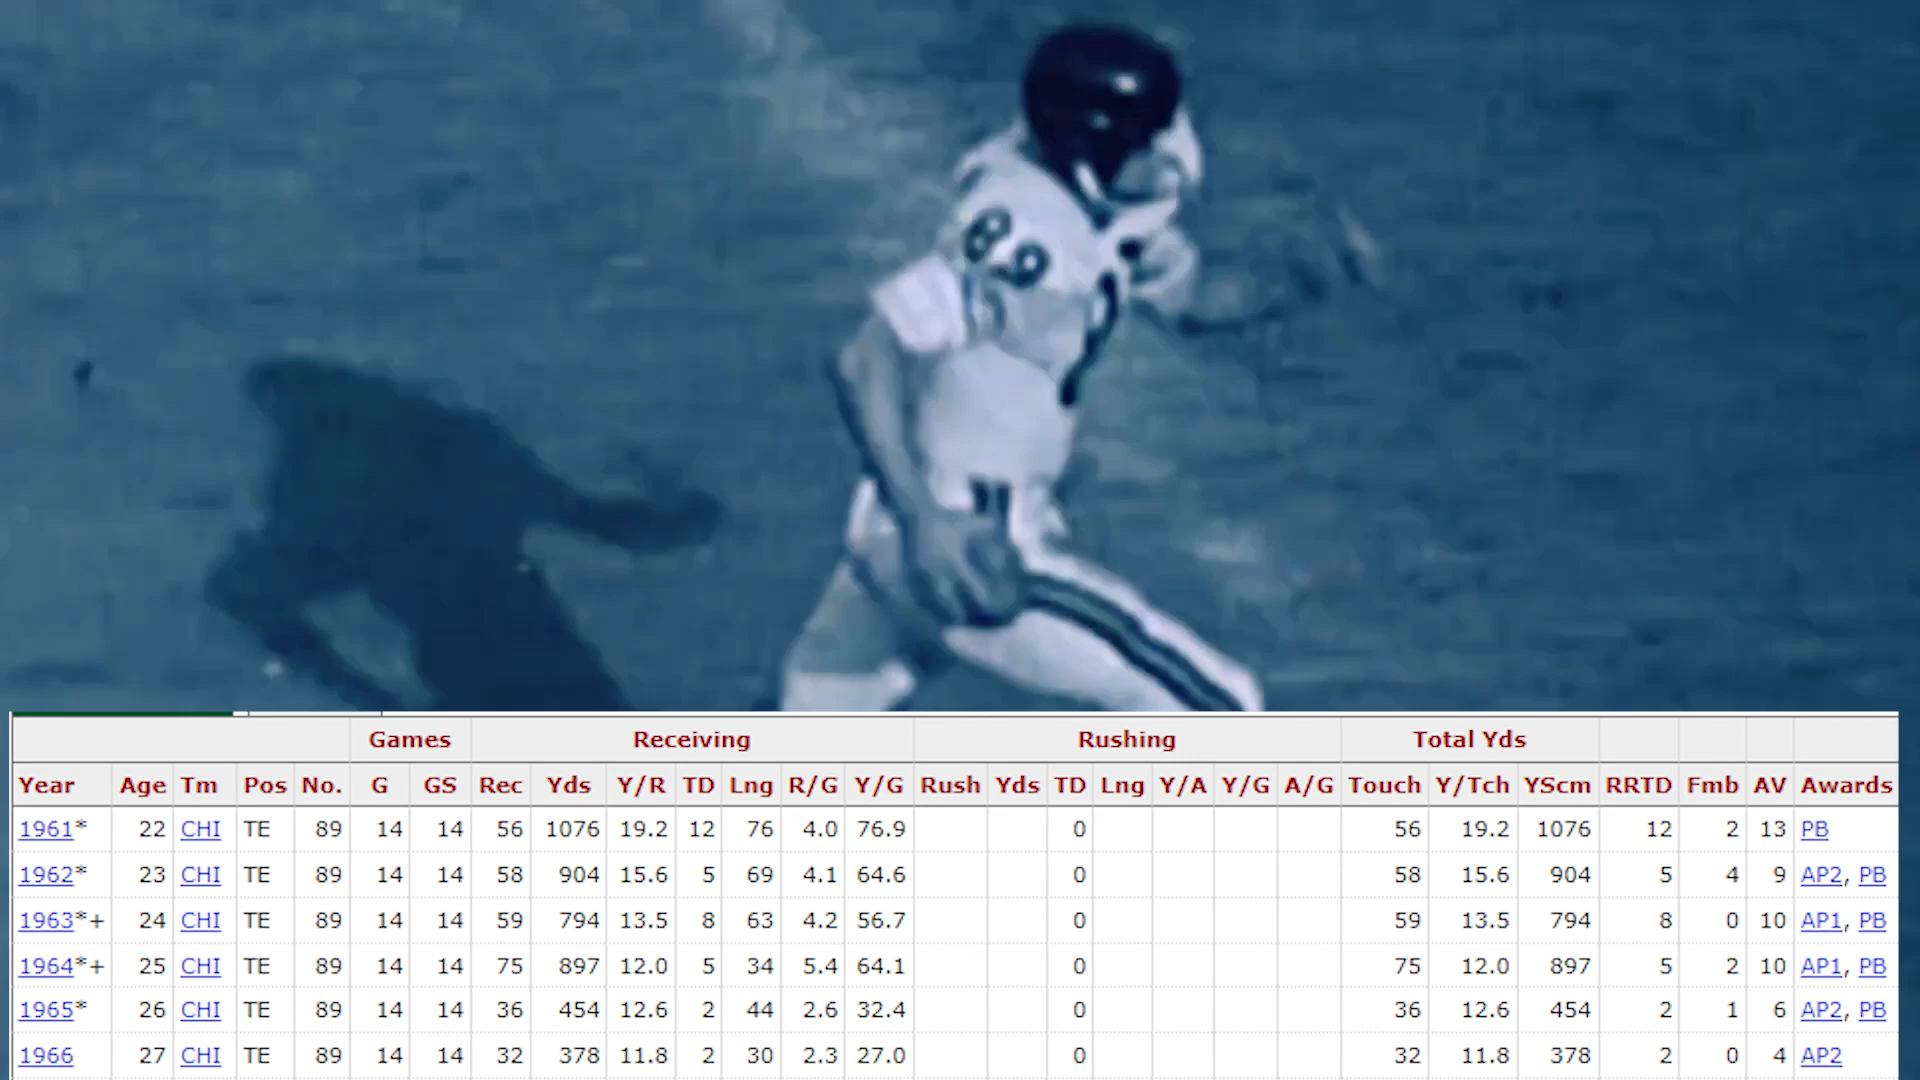 89
Games Receiving Rushing Total Yds
Year Age Tm Pos No. G GS Rec Yds Y/R TD Lng R/G Y/G Rush Yds TD Lng Y/A Y/G A/G Touch Y/Tch YScm RRTD Fmb AV Awards
1961* 22 CHI TE 89 14 14 56 1076 19.2 12 76 4.0 76.9 0 56 19.2 1076 12 2 13 PB
1962* 23 CHI TE 89 14 14 58 904 15.6 5 69 4.1 64.6 0 58 15.6 904 5 4 9 AP2, PB
1963*+ 24 CHI TE 89 14 14 59 794 13.5 8 63 4.2 56.7 0 59 13.5 794 8 0 10 AP1, PB
1964*+ 25 CHI TE 89 14 14 75 897 12.0 5 34 5.4 64.1 0 75 12.0 897 5 2 10 AP1, PB
1965* 26 CHI TE 89 14 14 36 454 12.6 2 44 2.6 32.4 0 36 12.6 454 2 1 6 AP2, PB
1966 27 CHI TE 89 14 14 32 378 11.8 2 30 2.3 27.0 0 32 11.8 378 2 0 4 AP2